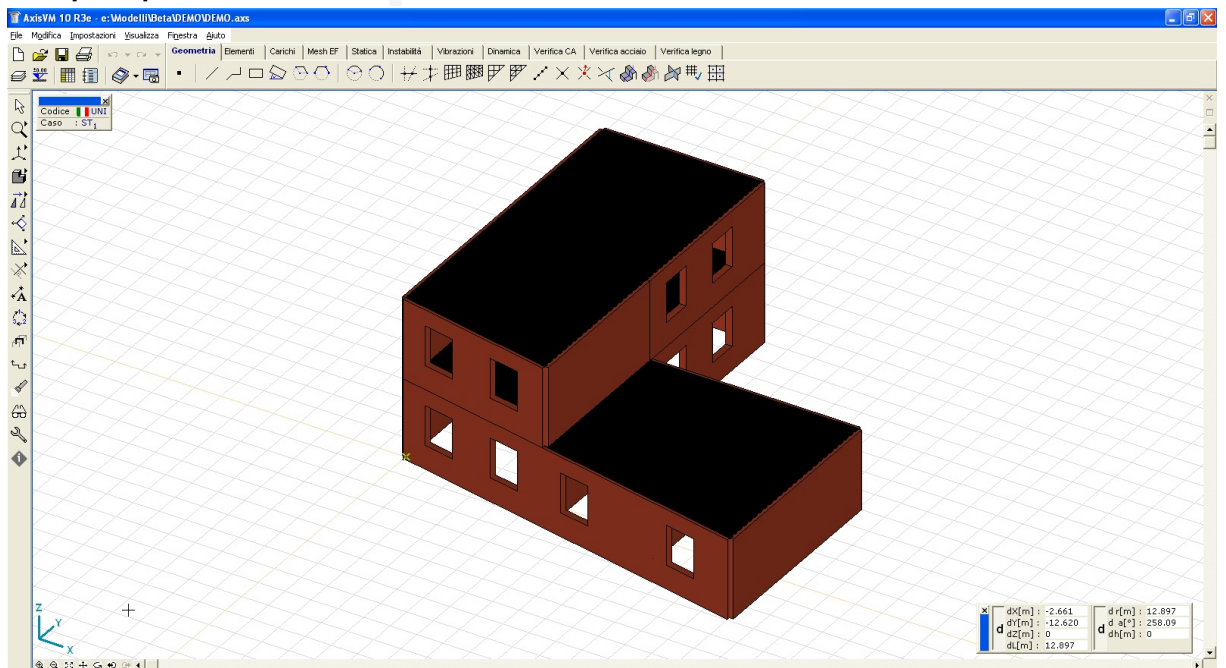 AxisVM 10 R3e - e:\Modelli\Beta\DEMO\DEMO.axs
File Modifica Impostazioni Visualizza Finestra Aiuto
Geometria Elementi Carichi Mesh EF Statica Instabilità Vibrazioni Dinamica Verifica CA Verifica acciaio Verifica legno
Codice UNI
Caso : ST1
Z
Y
X
d
dX[m] : -2.661
dY[m] : -12.620
dZ[m] : 0
dL[m] : 12.897
d
d r[m] : 12.897
d a[°] : 258.09
dh[m] : 0